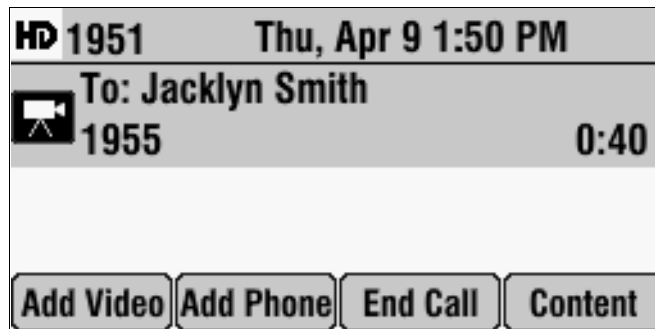 HD 1951 Thu, Apr 9 1:50 PM
To: Jacklyn Smith
1955 0:40
Add Video Add Phone End Call Content